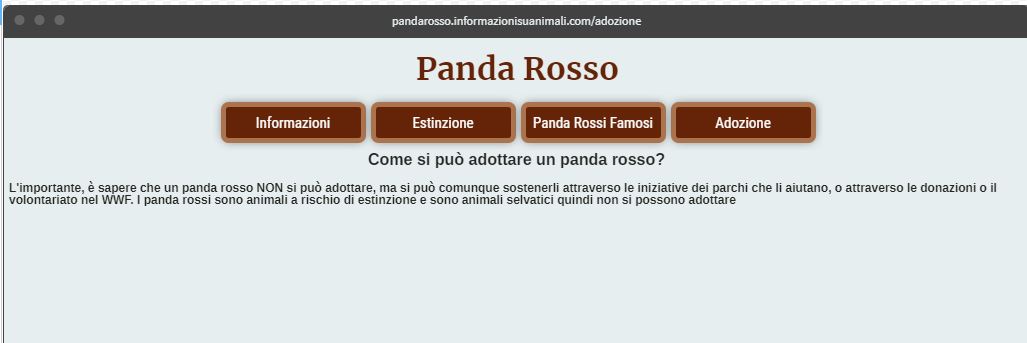 pandarosso.informazionisuanimali.com/adozione
Panda Rosso
Informazioni Estinzione Panda Rossi Famosi Adozione
Come si può adottare un panda rosso?
L'importante, è sapere che un panda rosso NON si può adottare, ma si può comunque sostenerli attraverso le iniziative dei parchi che li aiutano, o attraverso le donazioni o il
volontariato nel WWF. I panda rossi sono animali a rischio di estinzione e sono animali selvatici quindi non si possono adottare